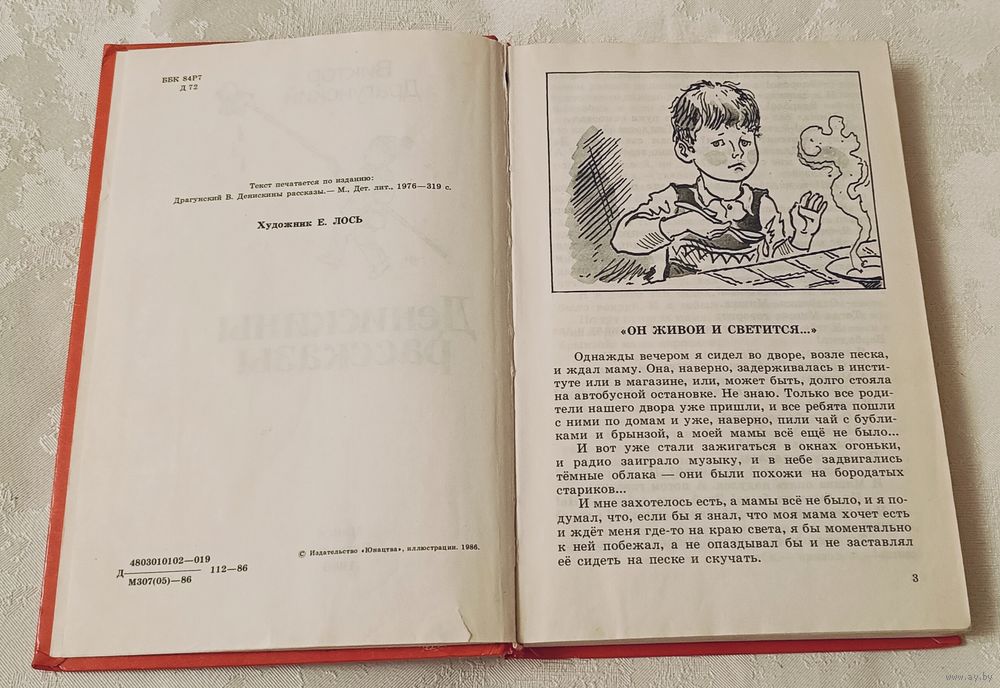 ББК 84Р7
Д 72
Текст печатается по изданию:
Драгунский В. Денискины рассказы.— М., Дет. лит., 1976—319 с.
Художник Е. ЛОСЬ
Виктор
Драгунский
Денискины
рассказы
Д 4803010102—019 112—86
М307(05)—86
© Издательство «Юнацтва», иллюстрации. 1986.
«ОН ЖИВОЙ И СВЕТИТСЯ...»
Однажды вечером я сидел во дворе, возле песка,
и ждал маму. Она, наверно, задерживалась в инсти-
туте или в магазине, или, может быть, долго стояла
на автобусной остановке. Не знаю. Только все роди-
тели нашего двора уже пришли, и все ребята пошли
с ними по домам и уже, наверно, пили чай с бубли-
ками и брынзой, а моей мамы всё ещё не было...
И вот уже стали зажигаться в окнах огоньки,
и радио заиграло музыку, и в небе задвигались
тёмные облака — они были похожи на бородатых
стариков...
И мне захотелось есть, а мамы всё не было, и я по-
думал, что, если бы я знал, что моя мама хочет есть
и ждёт меня где-то на краю света, я бы моментально
к ней побежал, а не опаздывал бы и не заставлял
её сидеть на песке и скучать.
3
www.ay.by